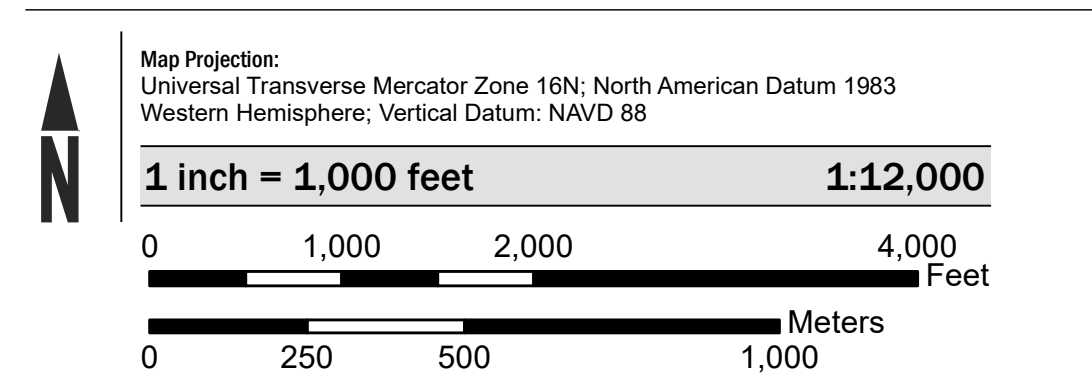 N
Map Projection:
Universal Transverse Mercator Zone 16N; North American Datum 1983
Western Hemisphere; Vertical Datum: NAVD 88
1 inch = 1,000 feet 1:12,000
0 1,000 2,000 4,000
Feet
Meters
0 250 500 1,000